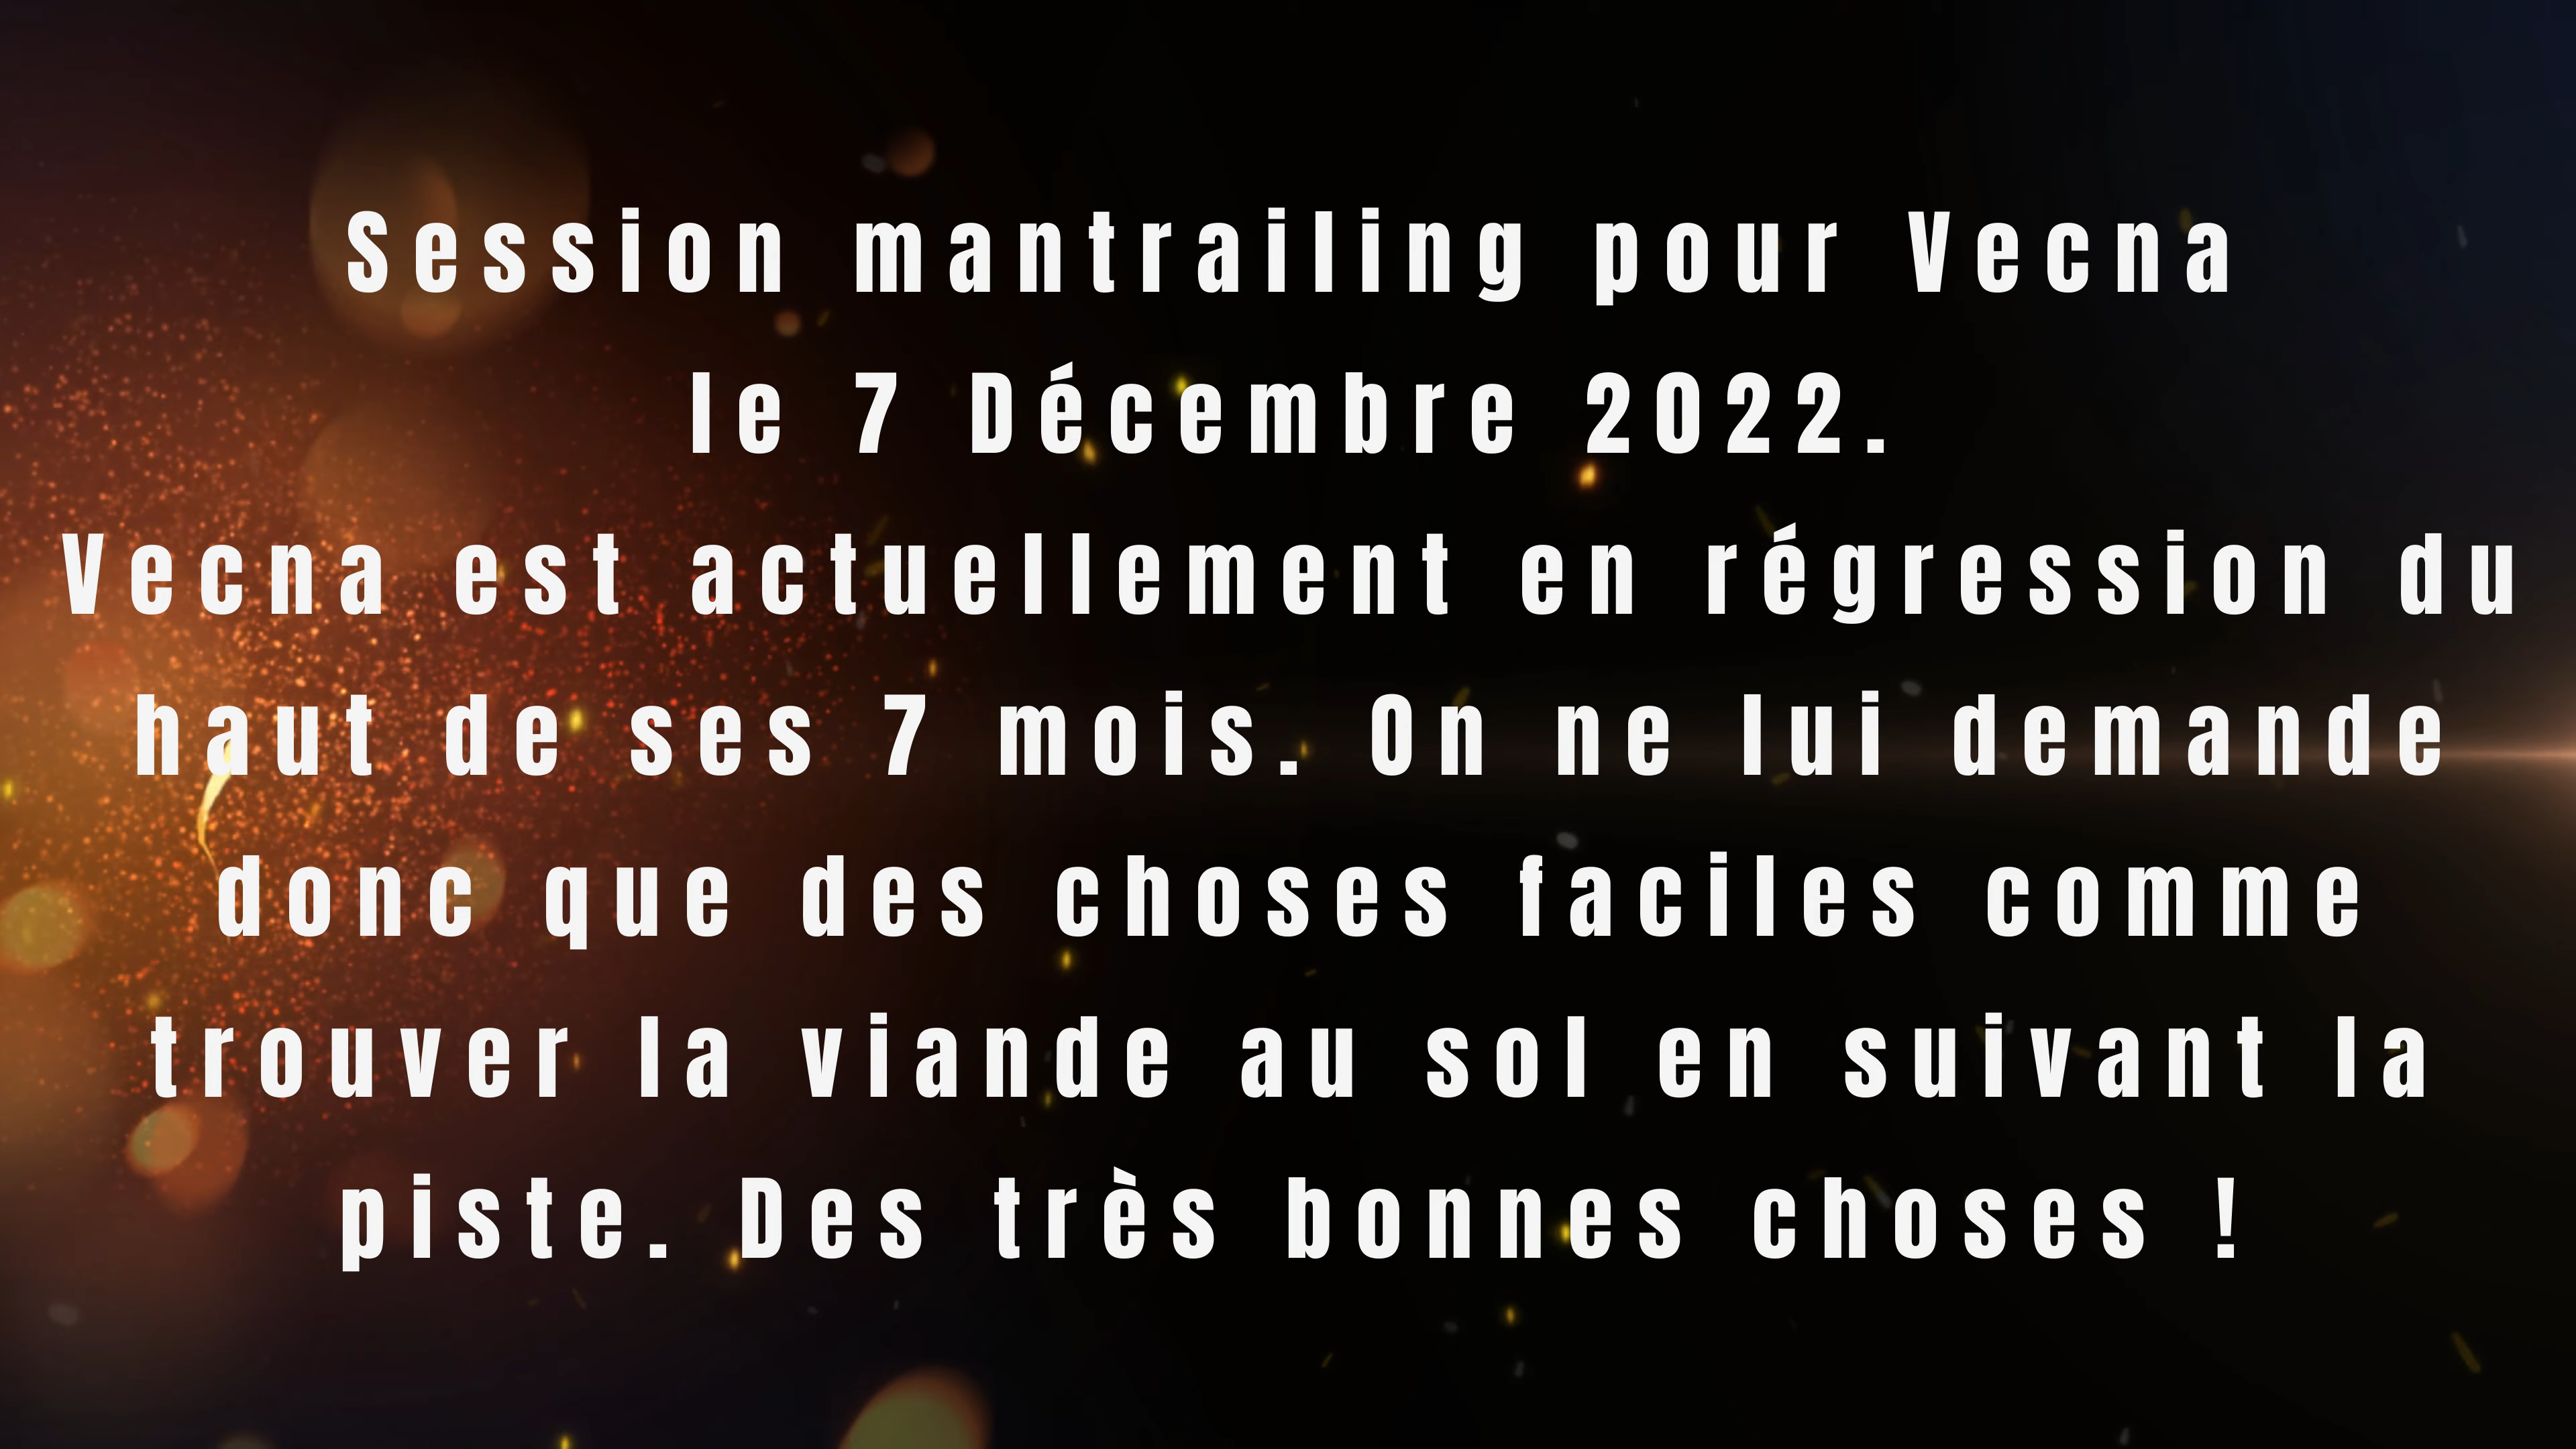 Session mantrailing pour Vecna
le 7 Décembre 2022.
Vecna est actuellement en régression du
haut de ses 7 mois. On ne lui demande
donc que des choses faciles comme
trouver la viande au sol en suivant la
piste. Des très bonnes choses !